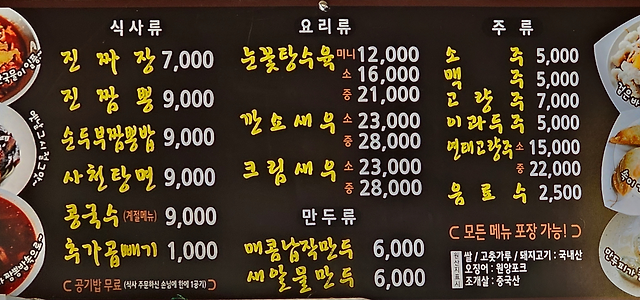 식사류
진짜장 7,000
진짬뽕 9,000
순두부짬뽕밥 9,000
사천탕면 9,000
콩국수 (계절메뉴) 9,000
추가곱빼기 1,000
공기밥 무료 (식사 주문하신 손님에 한해 1공기)
요리류
눈꽃탕수육 미니 12,000
소 16,000
중 21,000
깐쇼새우 소 23,000
중 28,000
크림새우 소 23,000
중 28,000
만두류
매콤납작만두 6,000
새알물만두 6,000
주류
소주 5,000
맥주 5,000
고량주 7,000
이과두주 5,000
연태고량주 소 15,000
중 22,000
음료수 2,500
모든 메뉴 포장 가능!
원산지표시
쌀 / 고춧가루 / 돼지고기 : 국내산
오징어 : 원양포크
조개살 : 중국산